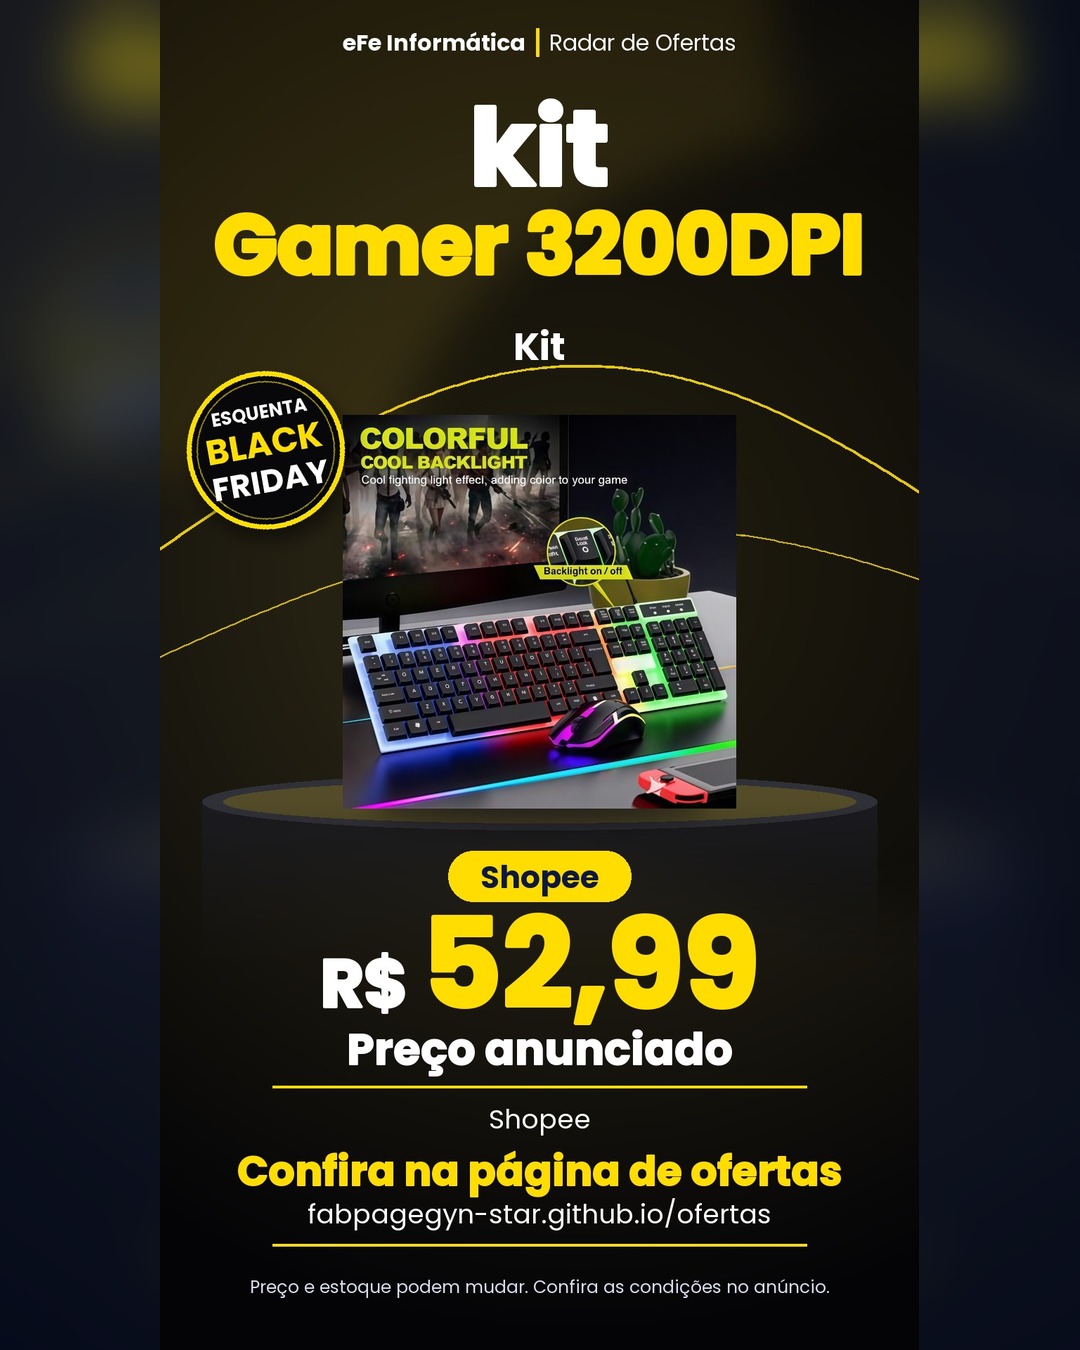 eFe Informática | Radar de Ofertas
kit
Gamer 3200DPI
Kit
ESQUENTA
BLACK
FRIDAY
COLORFUL
COOL BACKLIGHT
Cool fighting light effect, adding color to your game
Backlight on / off
Shopee
R$ 52,99
Preço anunciado
Shopee
Confira na página de ofertas
fabpagegyn-star.github.io/ofertas
Preço e estoque podem mudar. Confira as condições no anúncio.